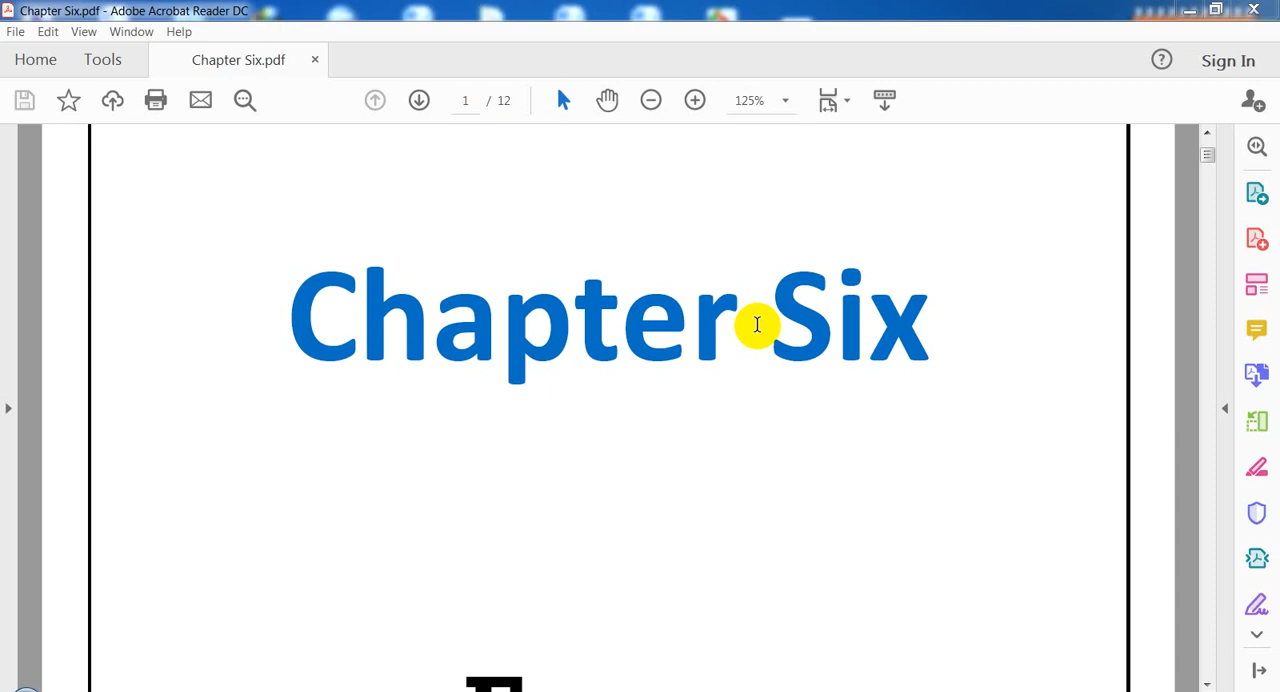 Chapter Six.pdf - Adobe Acrobat Reader DC
File Edit View Window Help
Home Tools Chapter Six.pdf × Sign In
1 / 12 125%
Chapter Six